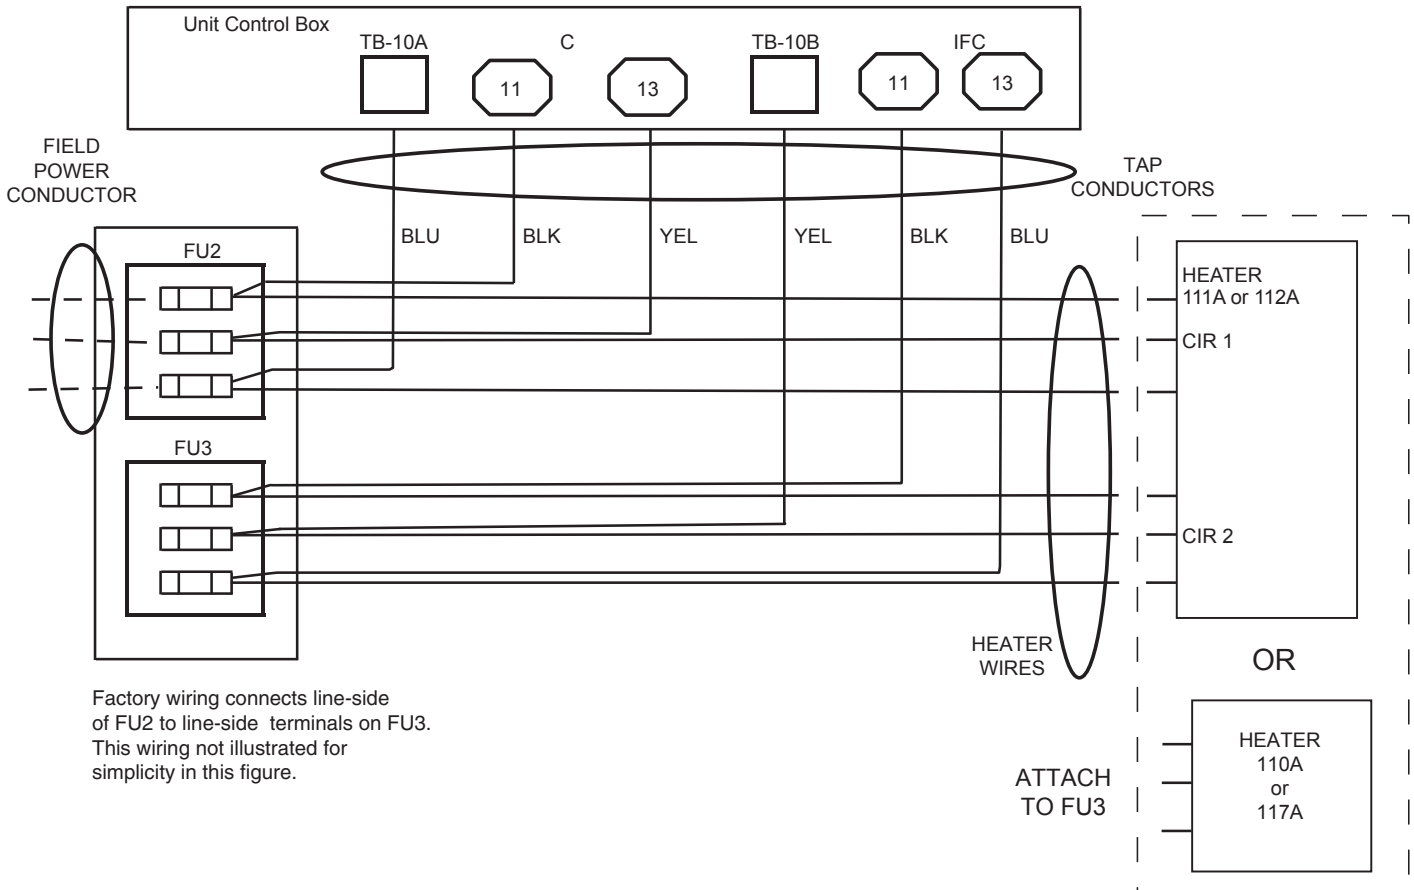 Unit Control Box
TB-10A
C
TB-10B
IFC
11
13
11
13
FIELD
POWER
CONDUCTOR
TAP
CONDUCTORS
BLU
BLK
YEL
YEL
BLK
BLU
FU2
HEATER
111A or 112A
CIR 1
FU3
CIR 2
HEATER
WIRES
OR
Factory wiring connects line-side
of FU2 to line-side terminals on FU3.
This wiring not illustrated for
simplicity in this figure.
ATTACH
TO FU3
HEATER
110A
or
117A